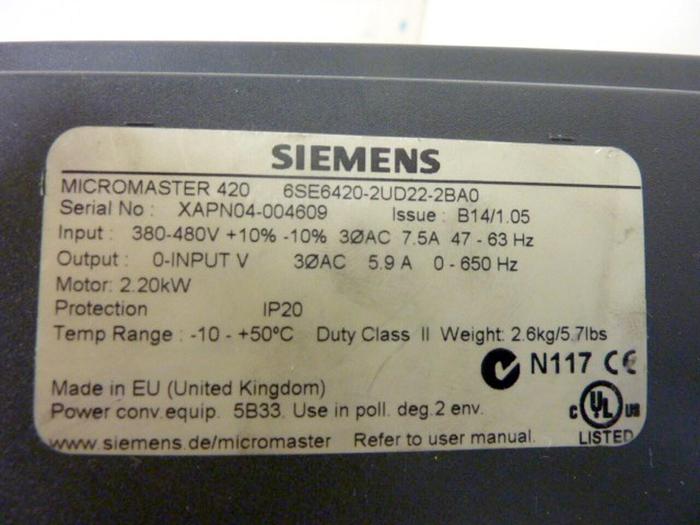 SIEMENS
MICROMASTER 420 6SE6420-2UD22-2BA0
Serial No : XAPN04-004609 Issue : B14/1.05
Input : 380-480V +10% -10% 3ØAC 7.5A 47 - 63 Hz
Output : 0-INPUT V 3ØAC 5.9 A 0 - 650 Hz
Motor: 2.20kW
Protection IP20
Temp Range : -10 - +50°C Duty Class II Weight: 2.6kg/5.7lbs
N117 CE
Made in EU (United Kingdom)
Power conv.equip. 5B33. Use in poll. deg.2 env.
C UL US
www.siemens.de/micromaster Refer to user manual. LISTED